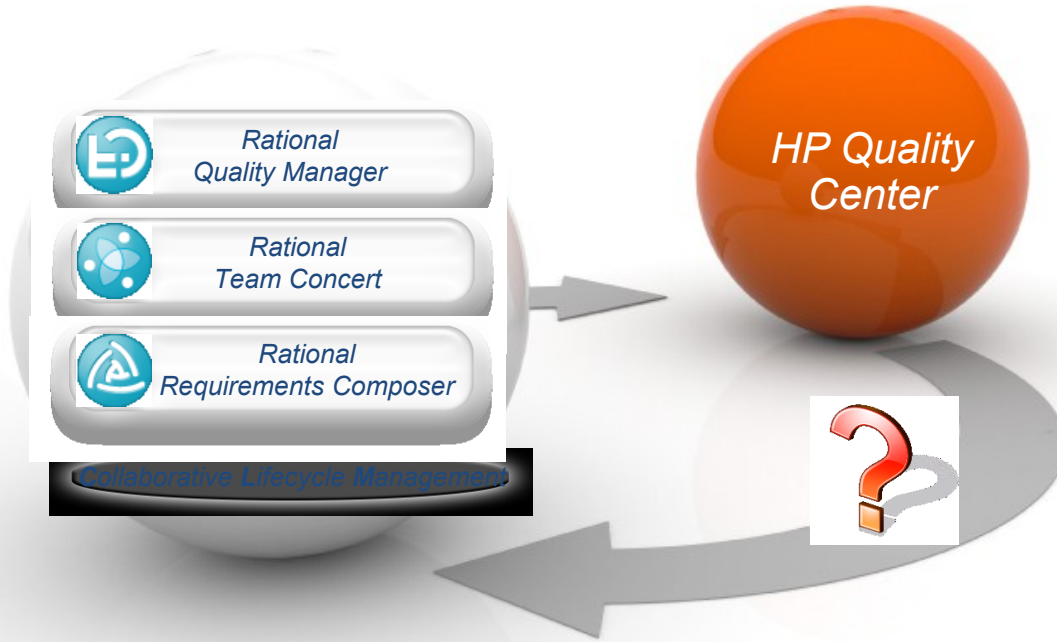 Rational
Quality Manager
Rational
Team Concert
Rational
Requirements Composer
Collaborative Lifecycle Management
HP Quality
Center
?